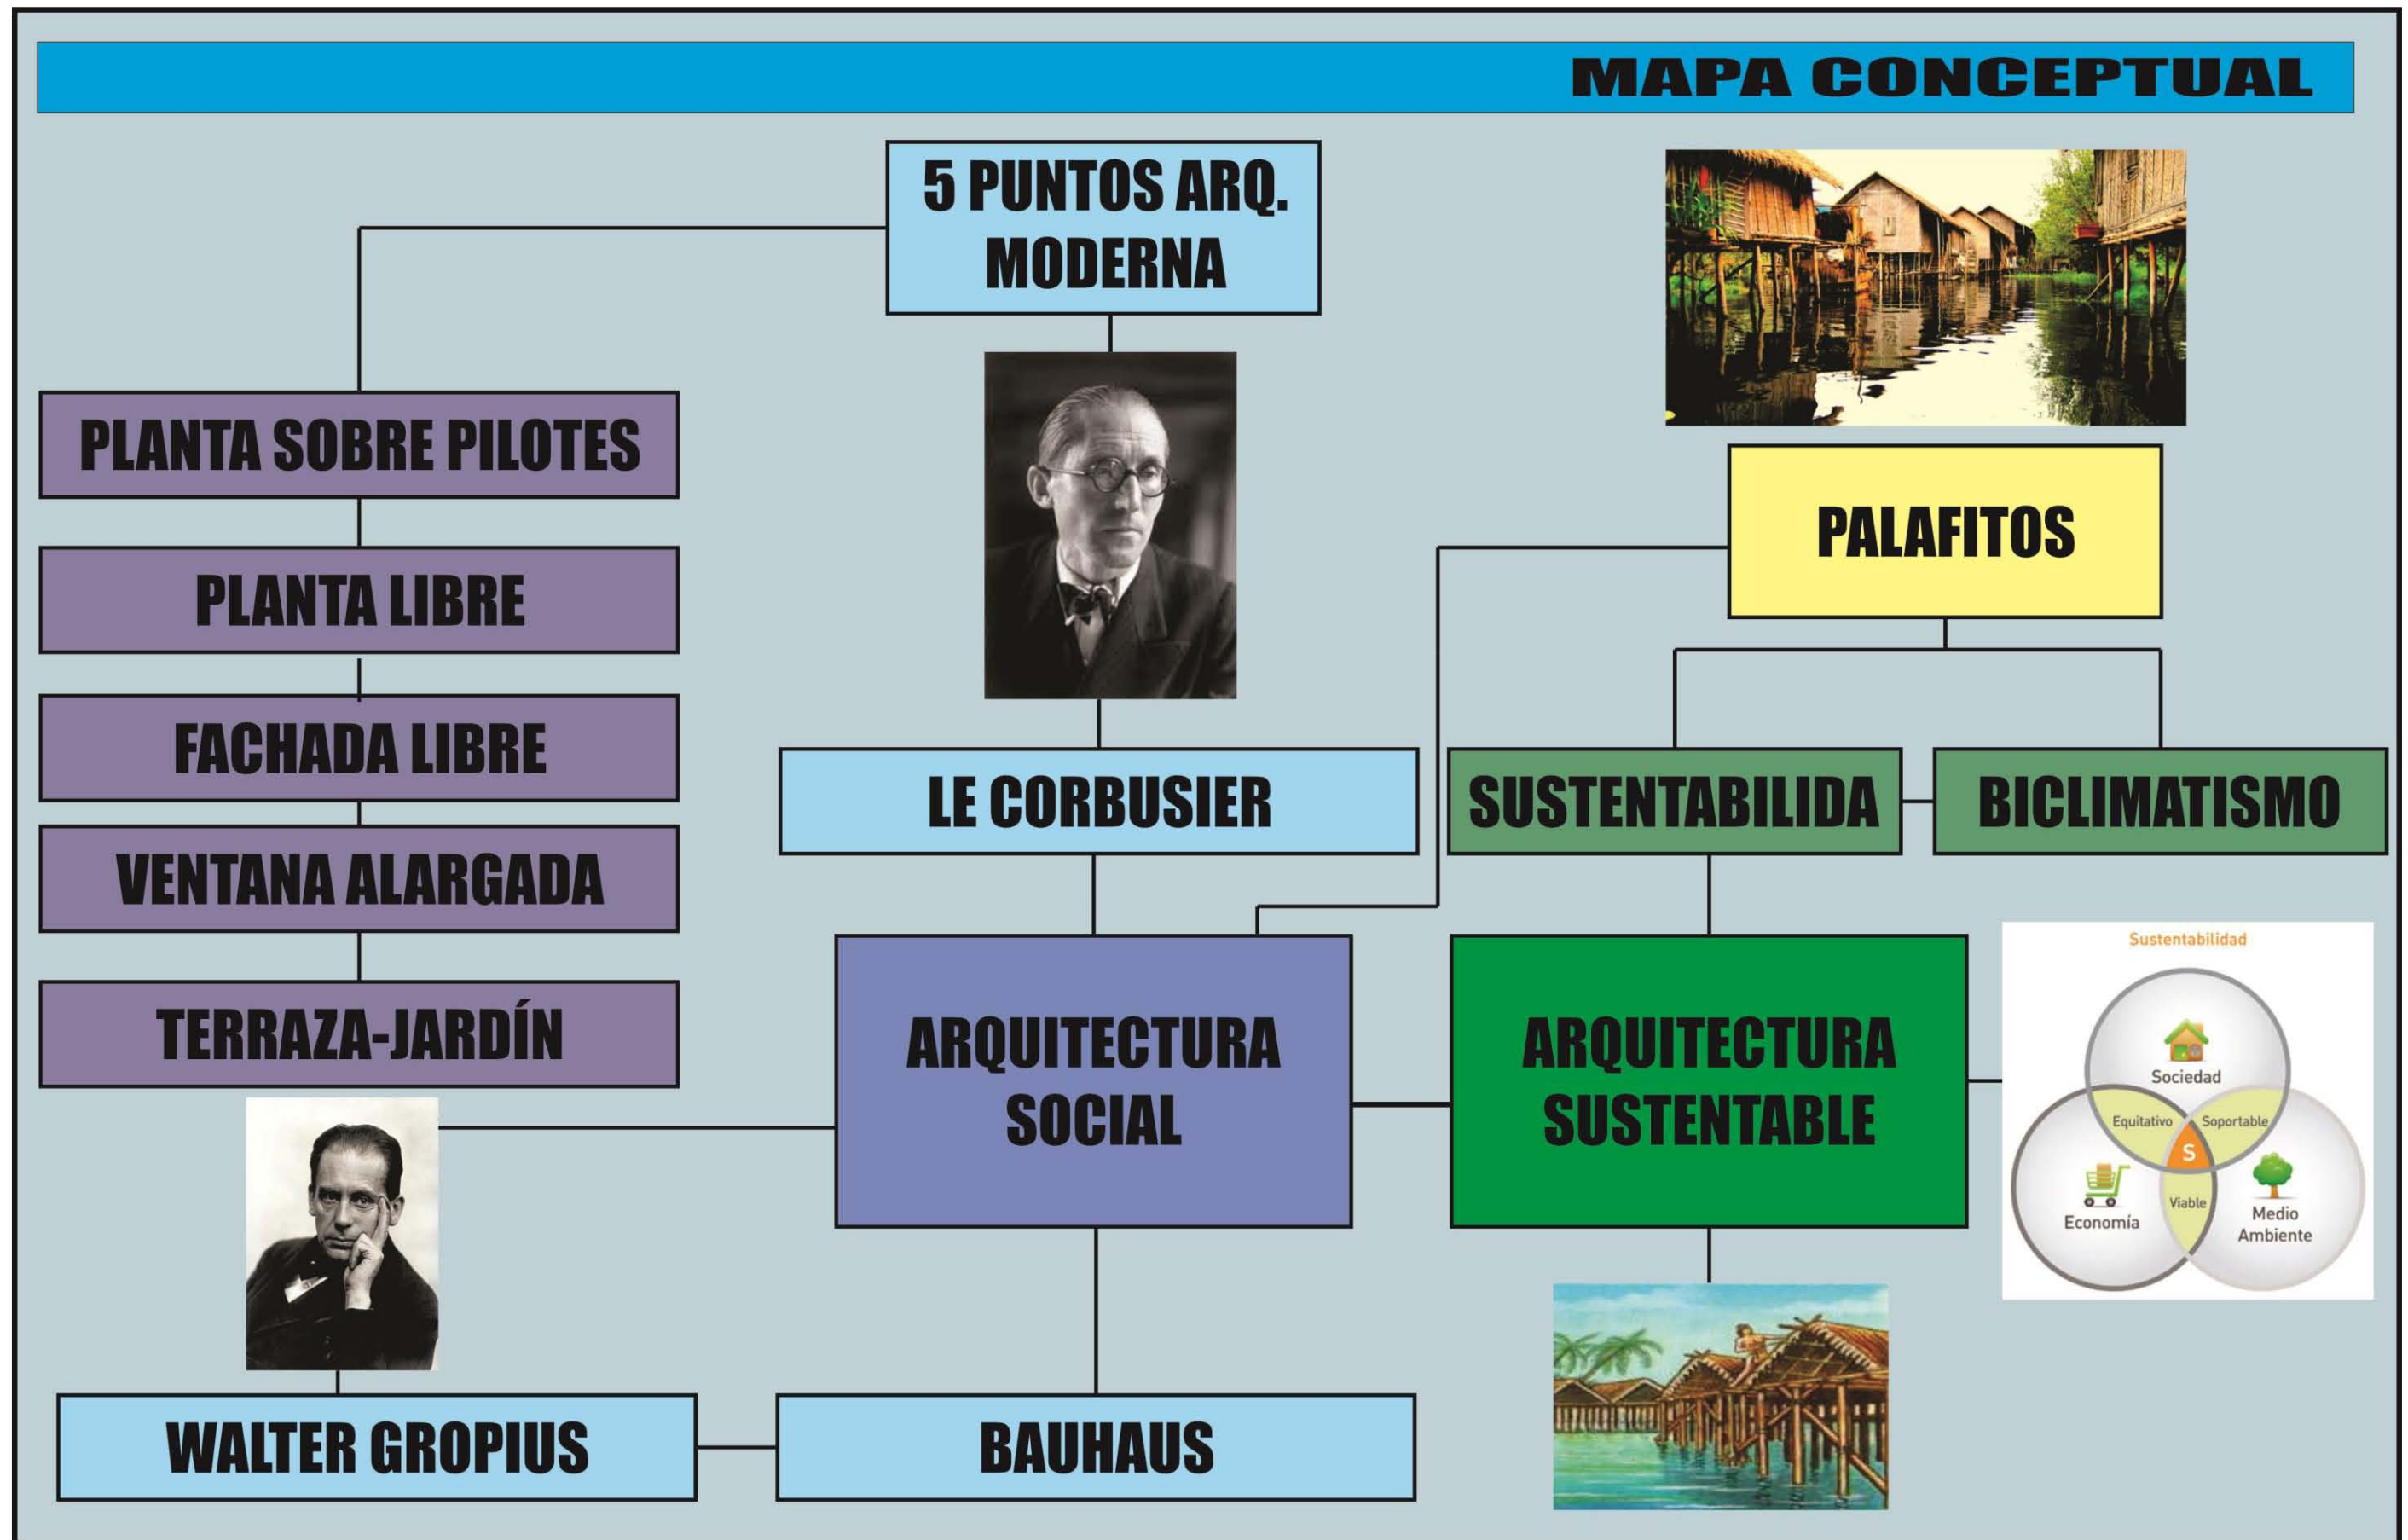 MAPA CONCEPTUAL
5 PUNTOS ARQ.
MODERNA
PLANTA SOBRE PILOTES
PLANTA LIBRE
FACHADA LIBRE
VENTANA ALARGADA
TERRAZA-JARDÍN
LE CORBUSIER
PALAFITOS
SUSTENTABILIDA
BICLIMATISMO
ARQUITECTURA
SOCIAL
ARQUITECTURA
SUSTENTABLE
Sustentabilidad
Sociedad
Equitativo
Soportable
S
Viable
Economía
Medio
Ambiente
WALTER GROPIUS
BAUHAUS